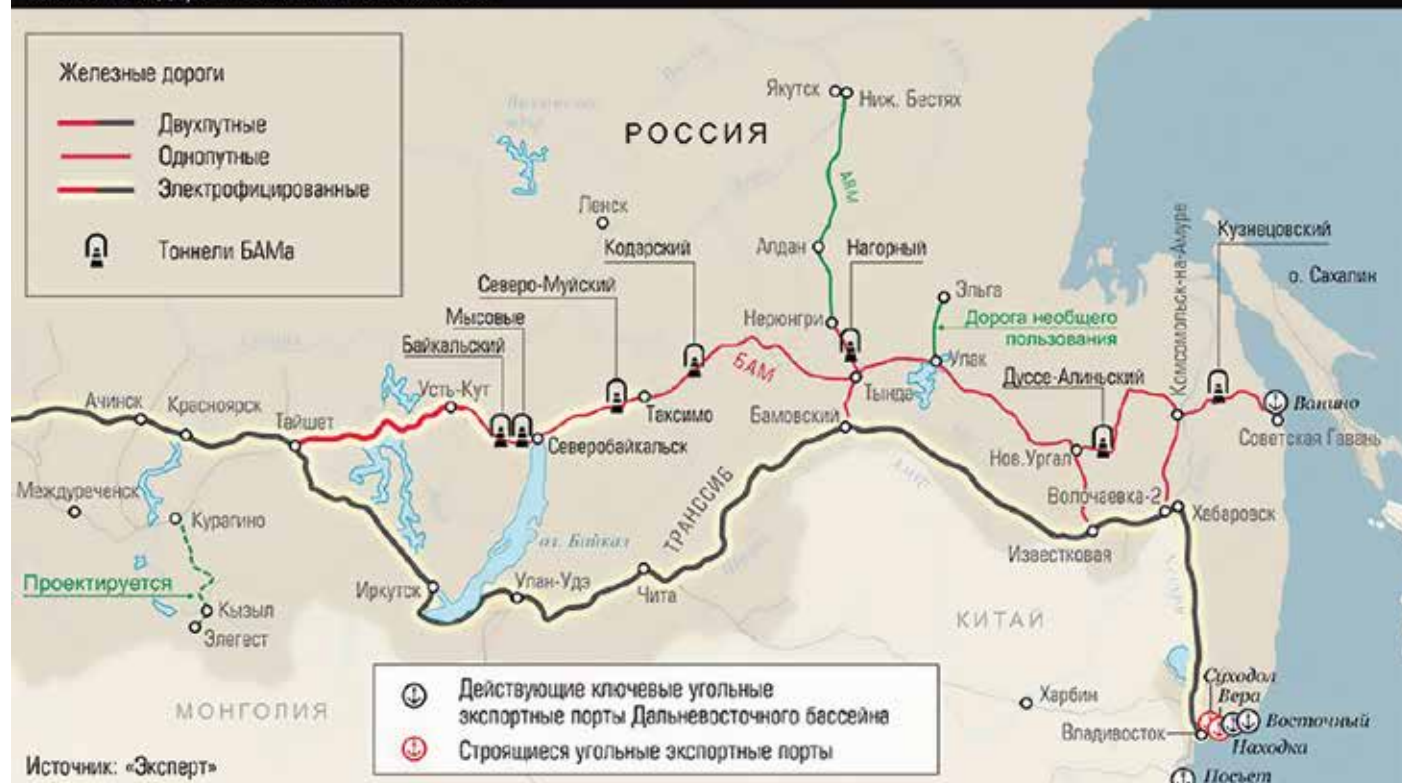 Железные дороги
Двухпутные
Однопутные
Электрофицированные
Тоннели БАМа
РОССИЯ
Якутск
Ниж. Бестях
АЯМ
Ленск
Алдан
Кодарский
Нагорный
Кузнецовский
о. Сахалин
Комсомольск-на-Амуре
Северо-Муйский
Мысовые
Байкальский
Нерюнгри
Эльга
Дорога необщего
пользования
Улак
Дуссе-Алиньский
Усть-Кут
БАМ
Тында
Ачинск
Красноярск
Тайшет
Таксимо
Бамовский
Ванино
Советская Гавань
Северобайкальск
Нов.Ургал
Амур
Междуреченск
Курагино
ТРАНССИБ
Волочаевка-2
Хабаровск
оз. Байкал
Известковая
Проектируется
Иркутск
Улан-Удэ
Чита
Кызыл
Элегест
КИТАЙ
МОНГОЛИЯ
Действующие ключевые угольные
экспортные порты Дальневосточного бассейна
Строящиеся угольные экспортные порты
Харбин
Суходол
Вера
Владивосток
Восточный
Находка
Посьет
Источник: «Эксперт»